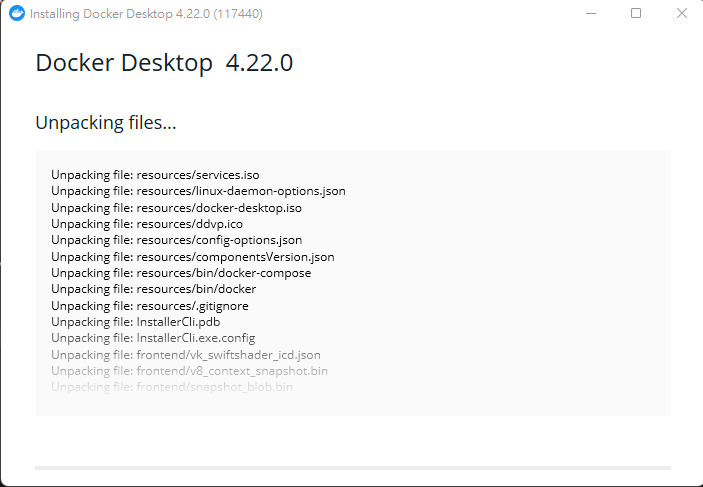 Installing Docker Desktop 4.22.0 (117440)
Docker Desktop 4.22.0
Unpacking files...
Unpacking file: resources/services.iso
Unpacking file: resources/linux-daemon-options.json
Unpacking file: resources/docker-desktop.iso
Unpacking file: resources/ddvp.ico
Unpacking file: resources/config-options.json
Unpacking file: resources/componentsVersion.json
Unpacking file: resources/bin/docker-compose
Unpacking file: resources/bin/docker
Unpacking file: resources/.gitignore
Unpacking file: InstallerCli.pdb
Unpacking file: InstallerCli.exe.config
Unpacking file: frontend/vk_swiftshader_icd.json
Unpacking file: frontend/v8_context_snapshot.bin
Unpacking file: frontend/snapshot_blob.bin